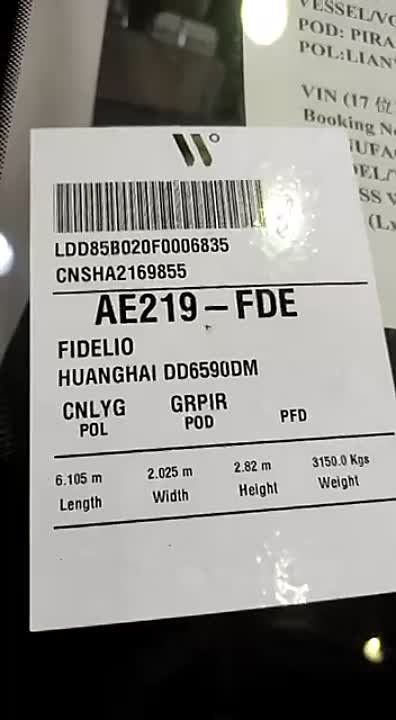 VESSEL/VO
POD: PIRA
POL:LIAN
VIN (17 位
Booking N
W°
LDD85B020F0006835
CNSHA2169855
AE219-FDE
FIDELIO
HUANGHAI DD6590DM
CNLYG GRPIR
POL POD PFD
6.105 m 2.025 m 2.82 m 3150.0 Kgs
Length Width Height Weight